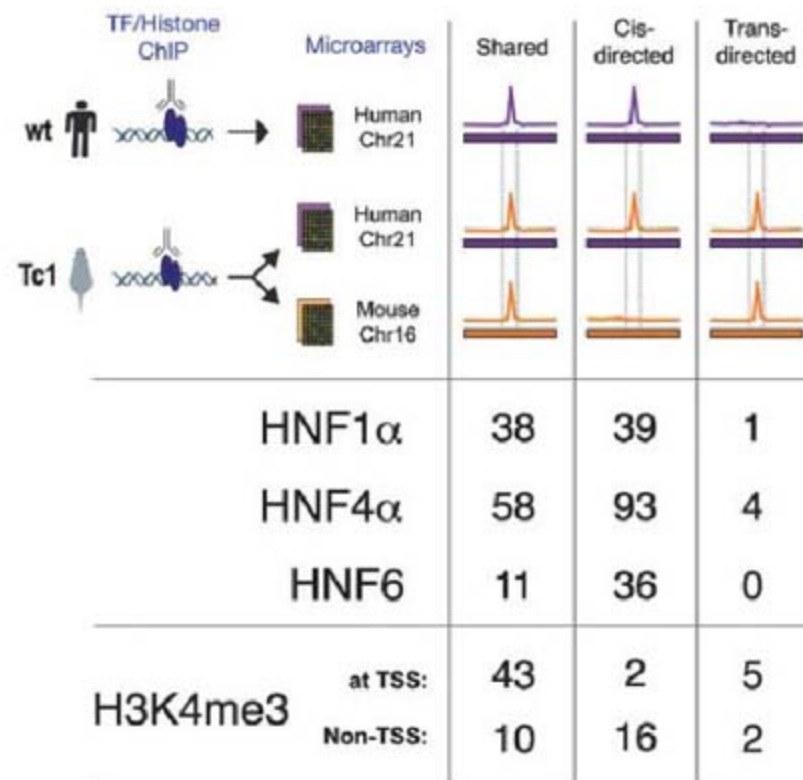 TF/Histone
ChIP
Microarrays
Shared
Cis-
directed
Trans-
directed
wt
Human
Chr21
Human
Chr21
Tc1
Mouse
Chr16
HNF1α 38 39 1
HNF4α 58 93 4
HNF6 11 36 0
H3K4me3
at TSS: 43 2 5
Non-TSS: 10 16 2